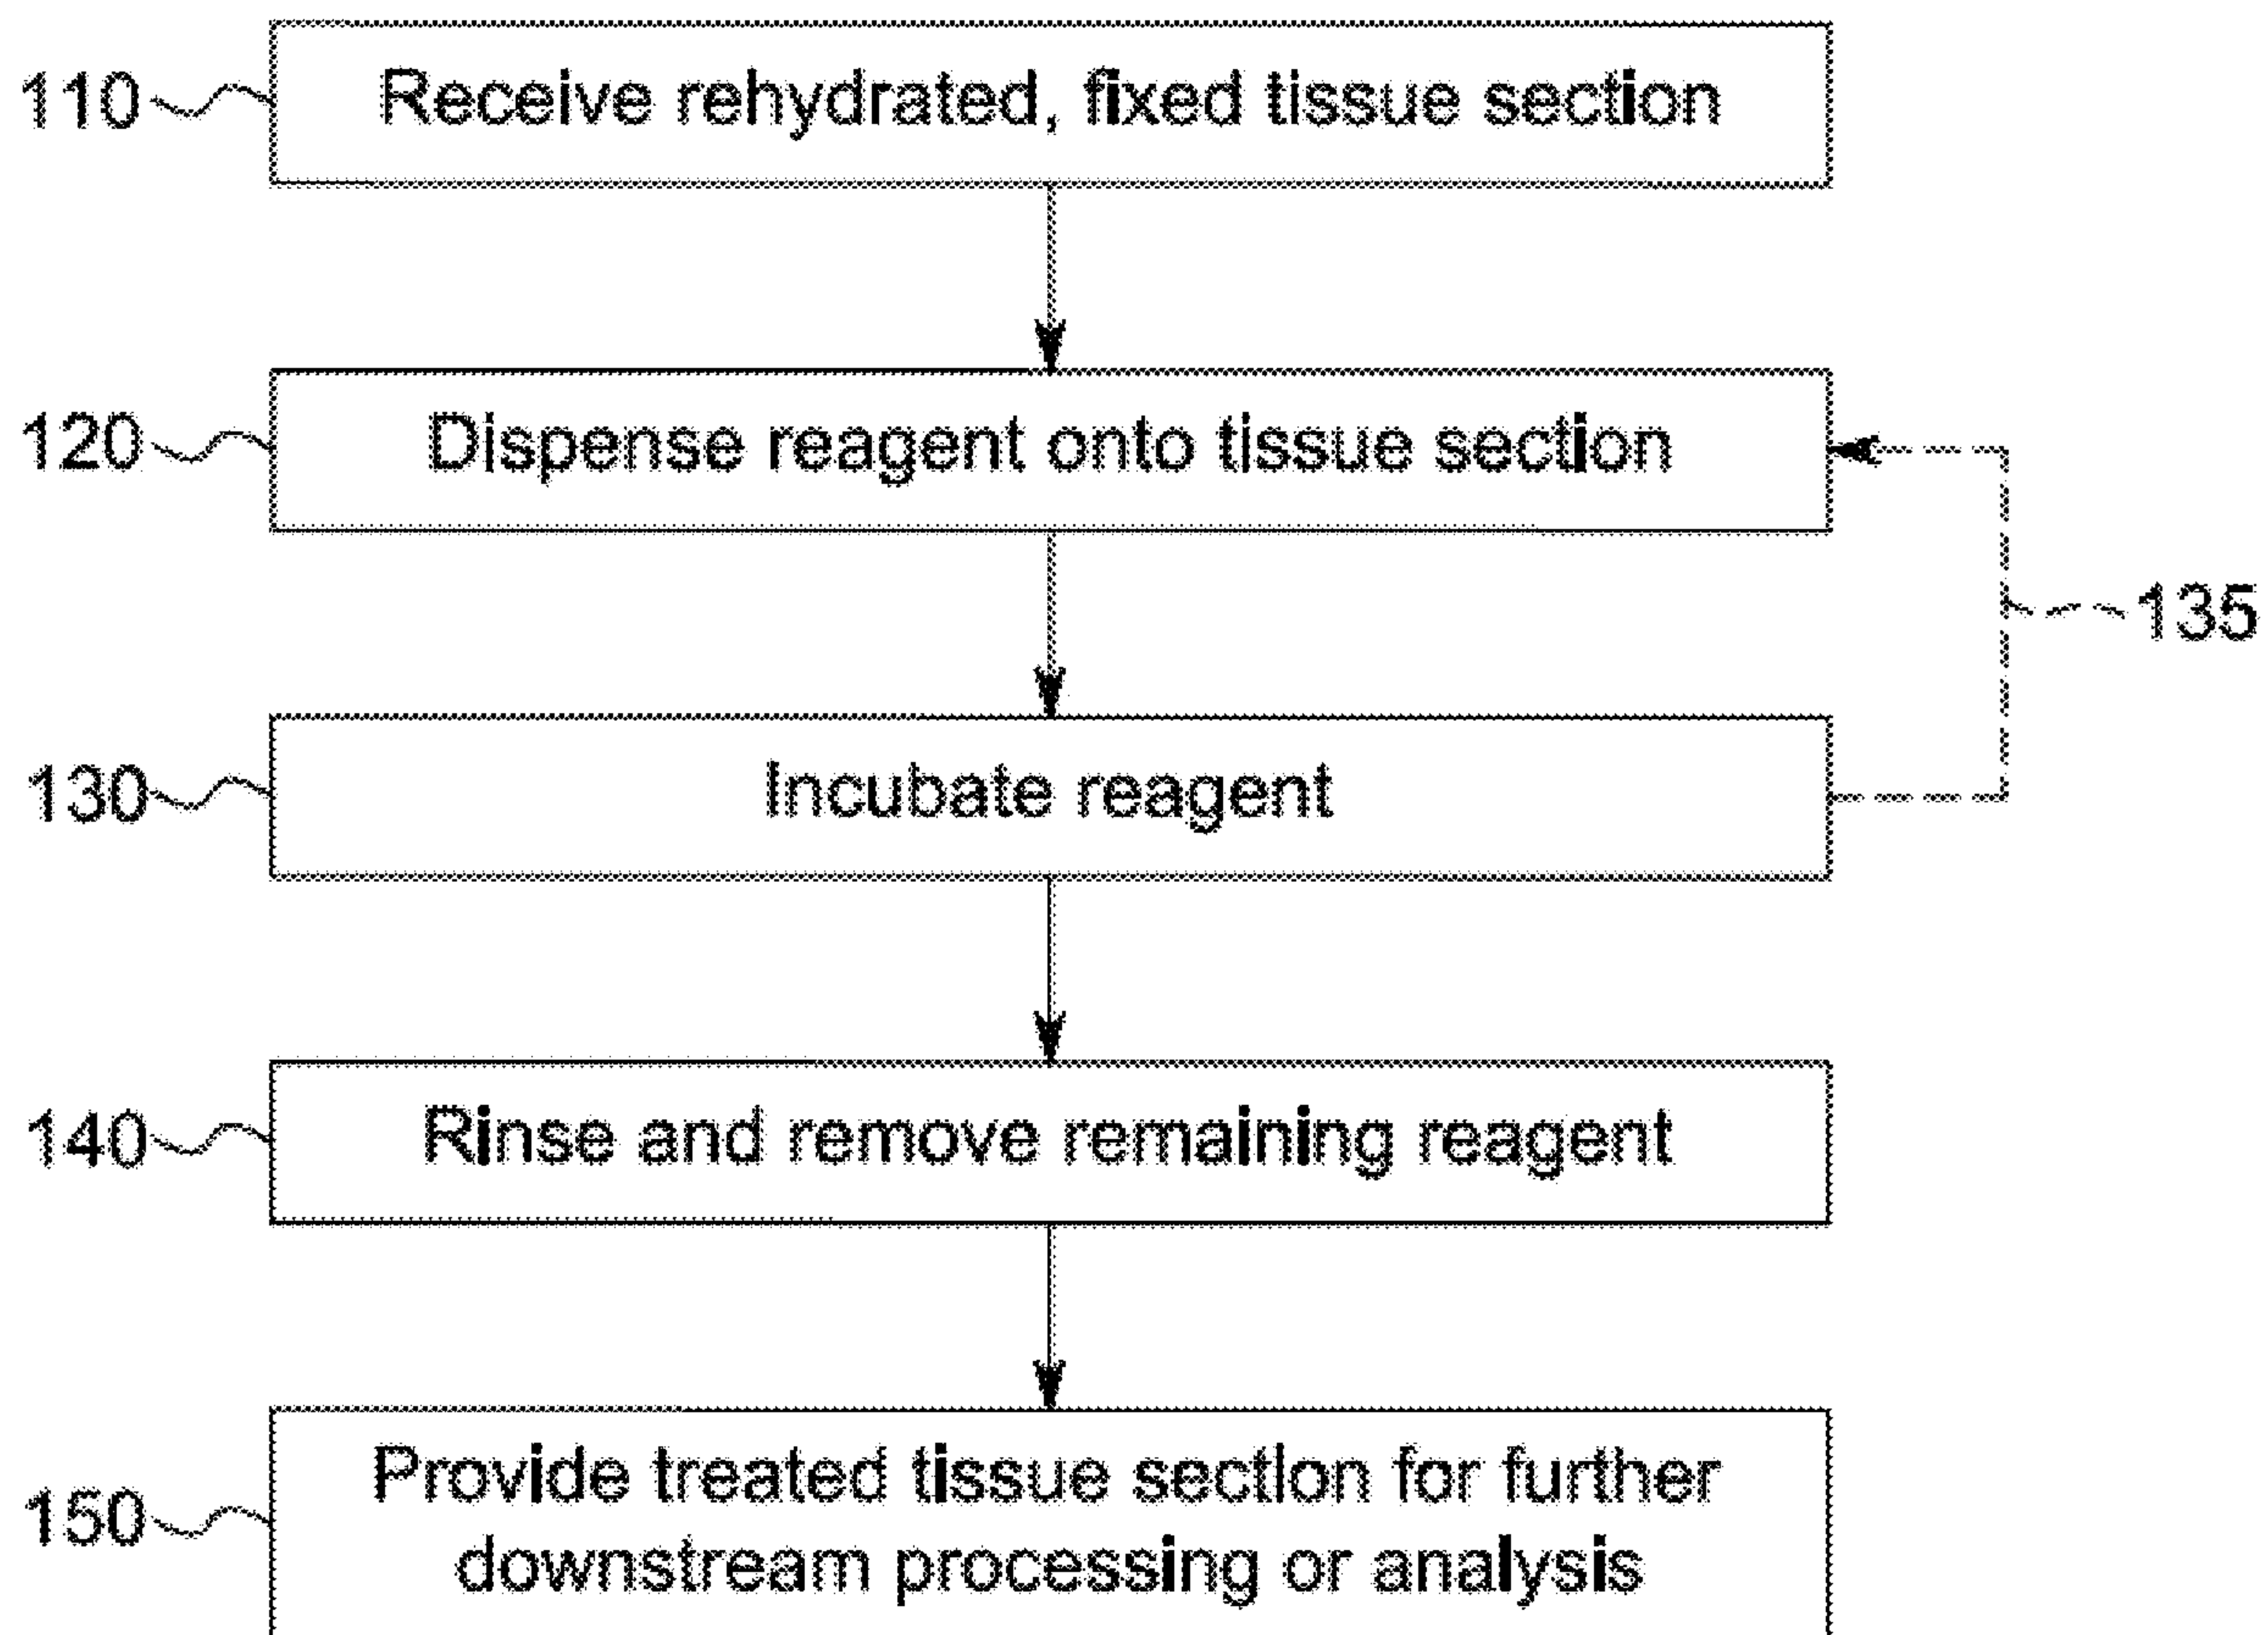 110 Receive rehydrated, fixed tissue section
120 Dispense reagent onto tissue section
135
130 Incubate reagent
140 Rinse and remove remaining reagent
150 Provide treated tissue section for further
downstream processing or analysis